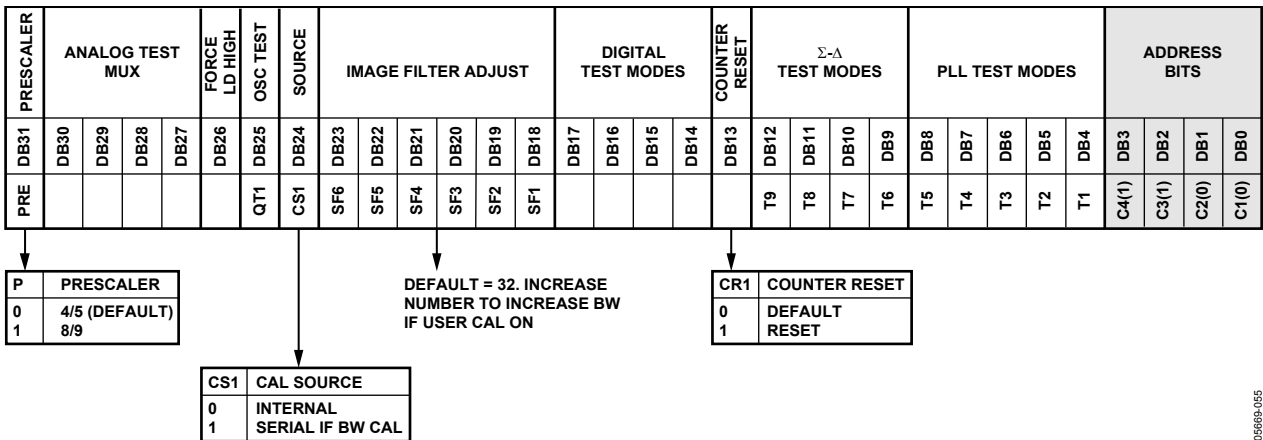 PRESCALER
ANALOG TEST
MUX
FORCE
LD HIGH
OSC TEST
SOURCE
IMAGE FILTER ADJUST
DIGITAL
TEST MODES
COUNTER
RESET
Σ-Δ
TEST MODES
PLL TEST MODES
ADDRESS
BITS
DB31 DB30 DB29 DB28 DB27 DB26 DB25 DB24 DB23 DB22 DB21 DB20 DB19 DB18 DB17 DB16 DB15 DB14 DB13 DB12 DB11 DB10 DB9 DB8 DB7 DB6 DB5 DB4 DB3 DB2 DB1 DB0
PRE QT1 CS1 SF6 SF5 SF4 SF3 SF2 SF1 T9 T8 T7 T6 T5 T4 T3 T2 T1 C4(1) C3(1) C2(0) C1(0)
P PRESCALER
0 4/5 (DEFAULT)
1 8/9
DEFAULT = 32. INCREASE
NUMBER TO INCREASE BW
IF USER CAL ON
CR1 COUNTER RESET
0 DEFAULT
1 RESET
CS1 CAL SOURCE
0 INTERNAL
1 SERIAL IF BW CAL
05669-055